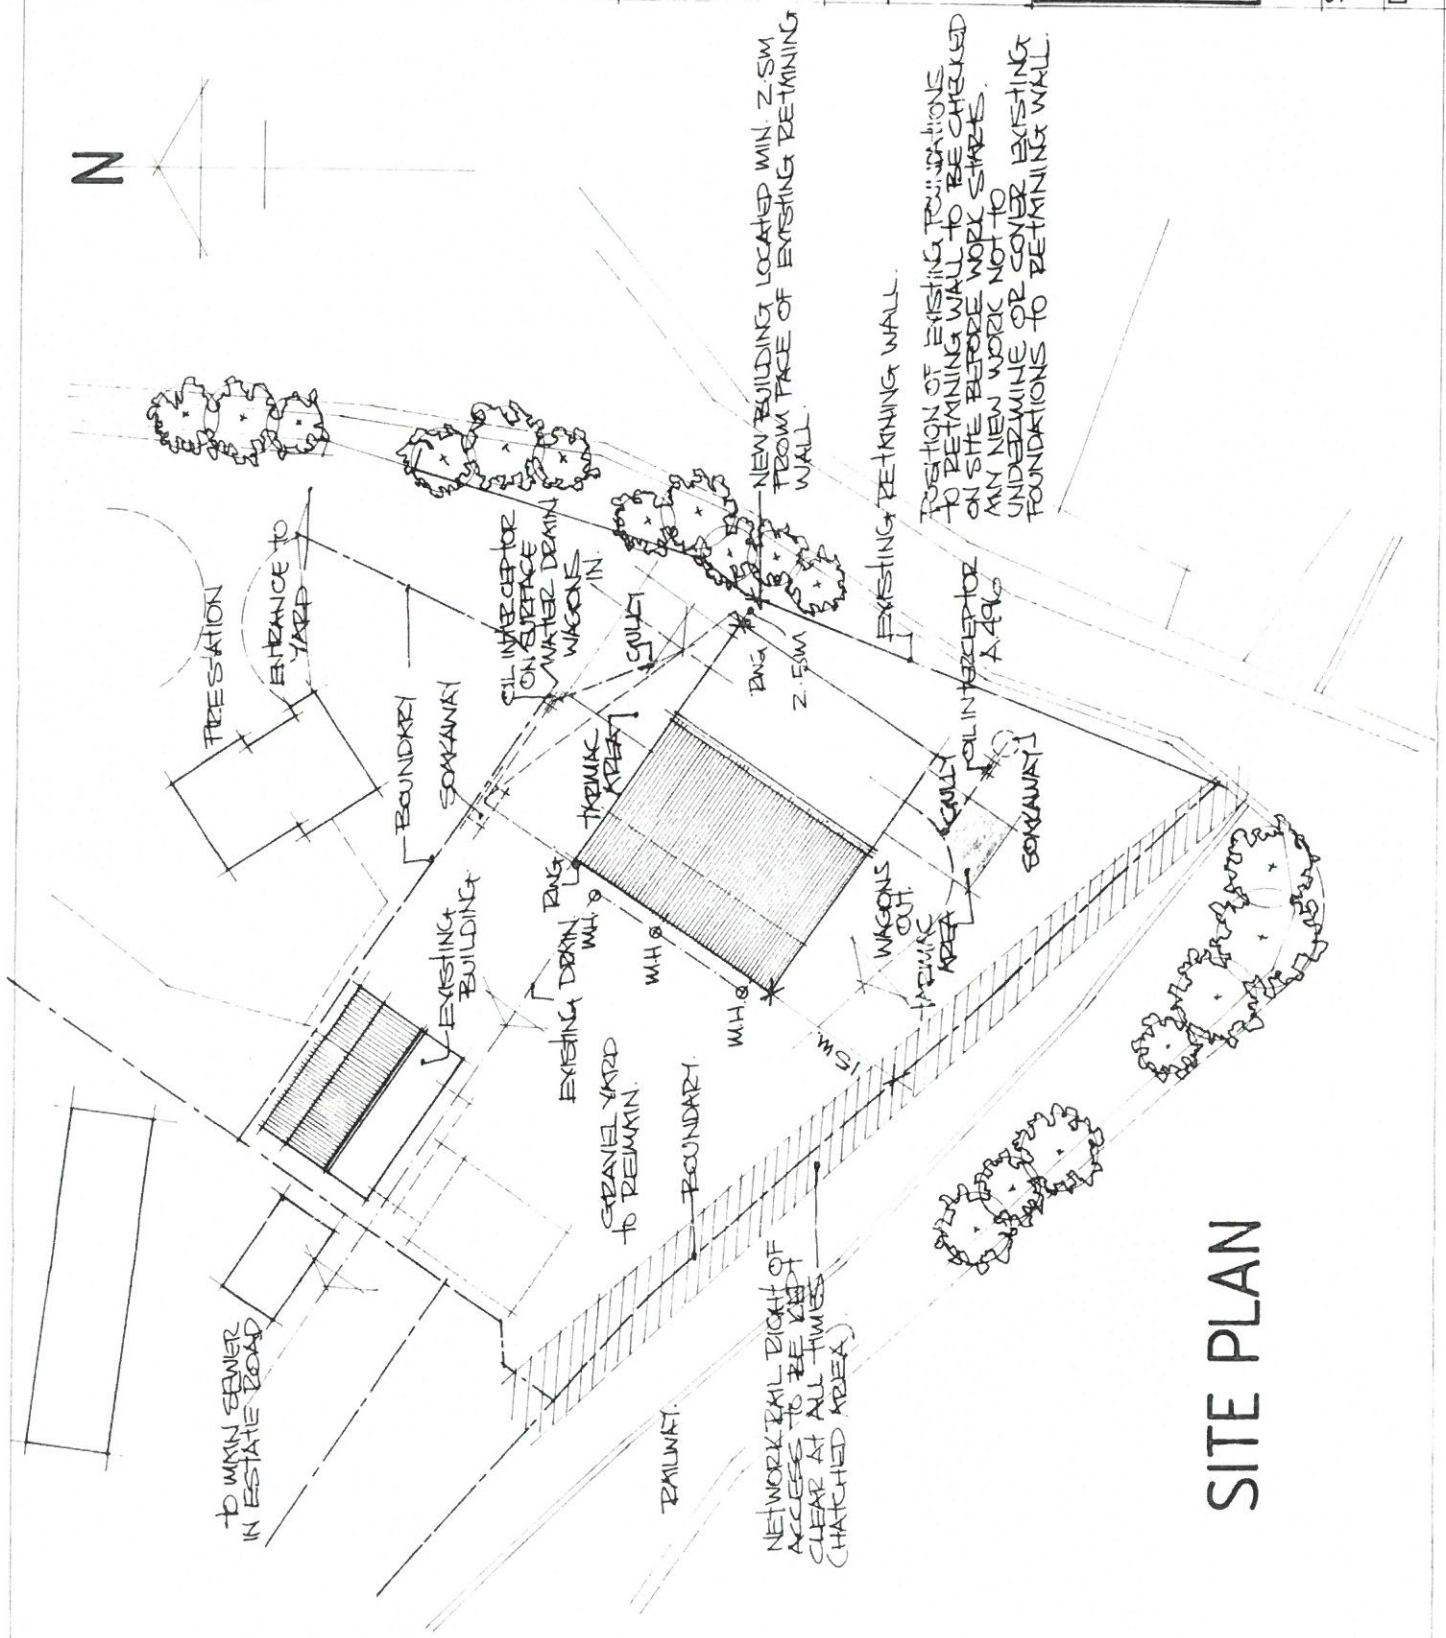 N
FIRESTATION
ENTRANCE TO
YARD
BOUNDARY
SOAKAWAY
OIL INTERCEPTOR
ON SURFACE
WATER DRAIN
WAGONS
IN.
GULLY
TARMAC
AREA
NEW BUILDING LOCATED MIN. 2.5M
FROM FACE OF EXISTING RETAINING
WALL
RWG
2.5M
EXISTING RETAINING WALL.
POSITION OF EXISTING FOUNDATIONS
TO RETAINING WALL TO BE CHECKED
ON SITE BEFORE WORK STARTS.
ANY NEW WORK NOT TO
UNDERMINE OR COVER EXISTING
FOUNDATIONS TO RETAINING WALL.
OIL INTERCEPTOR
A.496
GULLY
SOAKAWAY
WAGONS
OUT.
TARMAC
AREA
EXISTING
BUILDING
EXISTING DRAIN
RWG
M.H.
M.H
M.H
15M
GRAVEL YARD
TO REMAIN.
BOUNDARY.
TO MAIN SEWER
IN ESTATE ROAD
RAILWAY.
NETWORK RAIL RIGHT OF
ACCESS TO BE KEPT
CLEAR AT ALL TIMES
(HATCHED AREA)
SITE PLAN